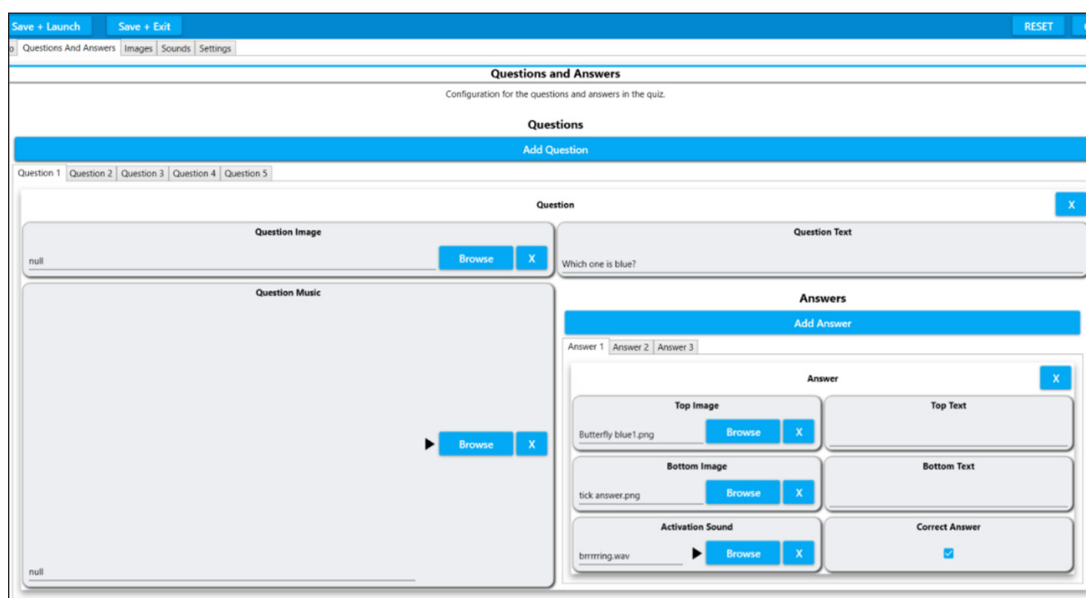 Save + Launch Save + Exit RESET
Questions And Answers Images Sounds Settings
Questions and Answers
Configuration for the questions and answers in the quiz.
Questions
Add Question
Question 1 Question 2 Question 3 Question 4 Question 5
Question X
Question Image
null Browse X
Question Text
Which one is blue?
Question Music
Browse X
null
Answers
Add Answer
Answer 1 Answer 2 Answer 3
Answer X
Top Image
Butterfly blue1.png Browse X
Top Text
Bottom Image
tick answer.png Browse X
Bottom Text
Activation Sound
brrrrring.wav Browse X
Correct Answer